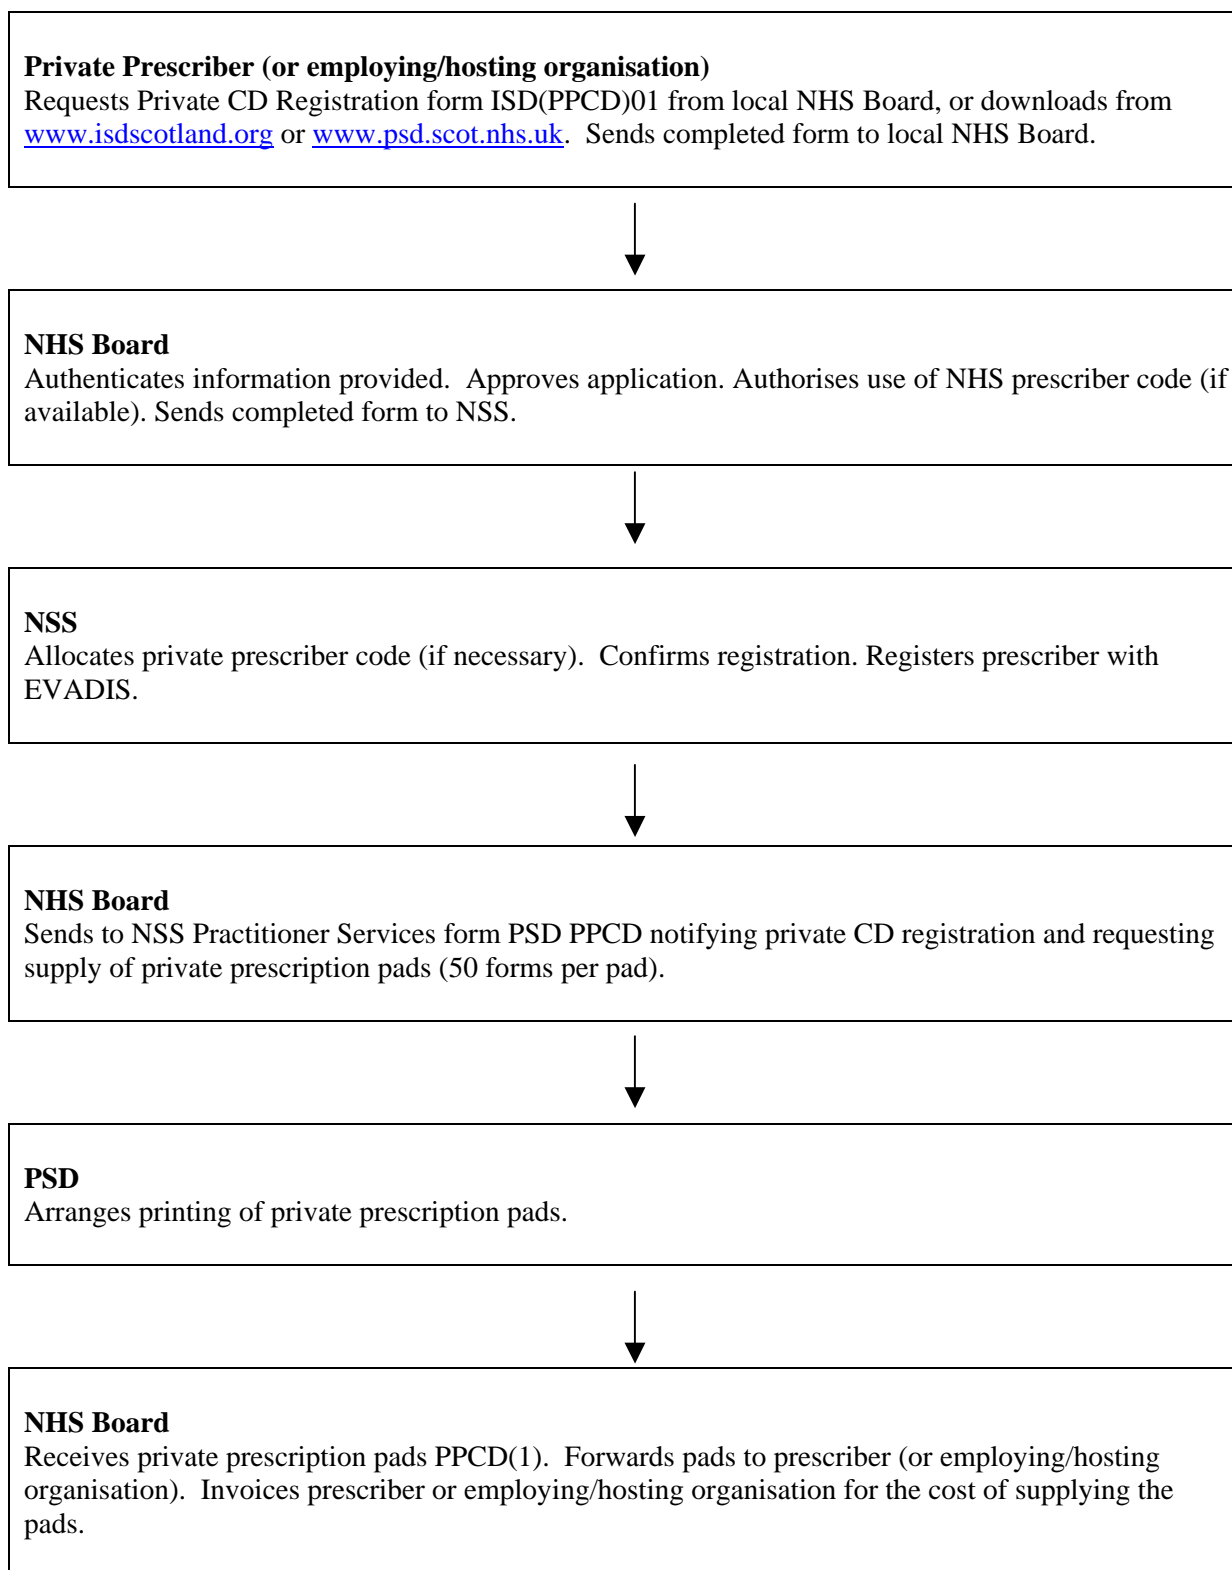 Private Prescriber (or employing/hosting organisation)
Requests Private CD Registration form ISD(PPCD)01 from local NHS Board, or downloads from
www.isdscotland.org or www.psd.scot.nhs.uk.  Sends completed form to local NHS Board.
NHS Board
Authenticates information provided.  Approves application. Authorises use of NHS prescriber code (if
available). Sends completed form to NSS.
NSS
Allocates private prescriber code (if necessary).  Confirms registration. Registers prescriber with
EVADIS.
NHS Board
Sends to NSS Practitioner Services form PSD PPCD notifying private CD registration and requesting
supply of private prescription pads (50 forms per pad).
PSD
Arranges printing of private prescription pads.
NHS Board
Receives private prescription pads PPCD(1).  Forwards pads to prescriber (or employing/hosting
organisation).  Invoices prescriber or employing/hosting organisation for the cost of supplying the
pads.